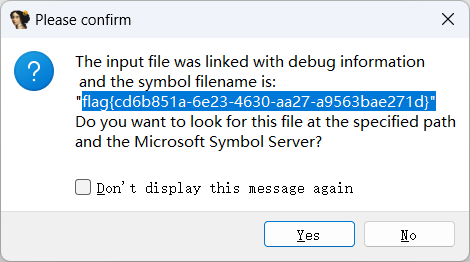 Please confirm
The input file was linked with debug information
and the symbol filename is:
"flag{cd6b851a-6e23-4630-aa27-a9563bae271d}"
Do you want to look for this file at the specified path
and the Microsoft Symbol Server?
Don't display this message again
Yes No